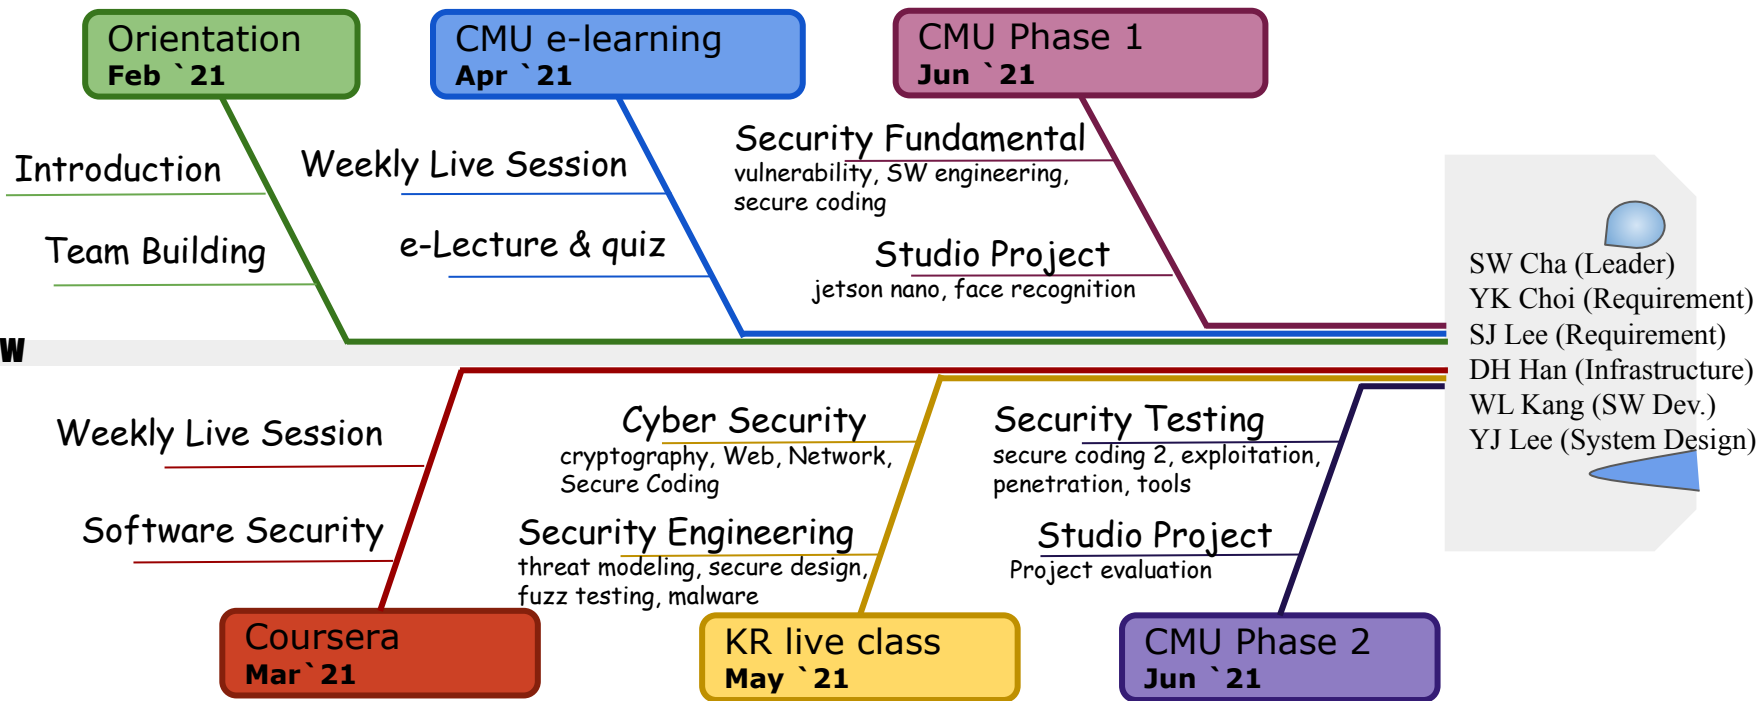 Orientation
Feb `21
CMU e-learning
Apr `21
CMU Phase 1
Jun `21
Introduction
Team Building
Weekly Live Session
e-Lecture & quiz
Security Fundamental
vulnerability, SW engineering,
secure coding
Studio Project
jetson nano, face recognition
W
SW Cha (Leader)
YK Choi (Requirement)
SJ Lee (Requirement)
DH Han (Infrastructure)
WL Kang (SW Dev.)
YJ Lee (System Design)
Weekly Live Session
Software Security
Cyber Security
cryptography, Web, Network,
Secure Coding
Security Engineering
threat modeling, secure design,
fuzz testing, malware
Security Testing
secure coding 2, exploitation,
penetration, tools
Studio Project
Project evaluation
Coursera
Mar`21
KR live class
May `21
CMU Phase 2
Jun `21